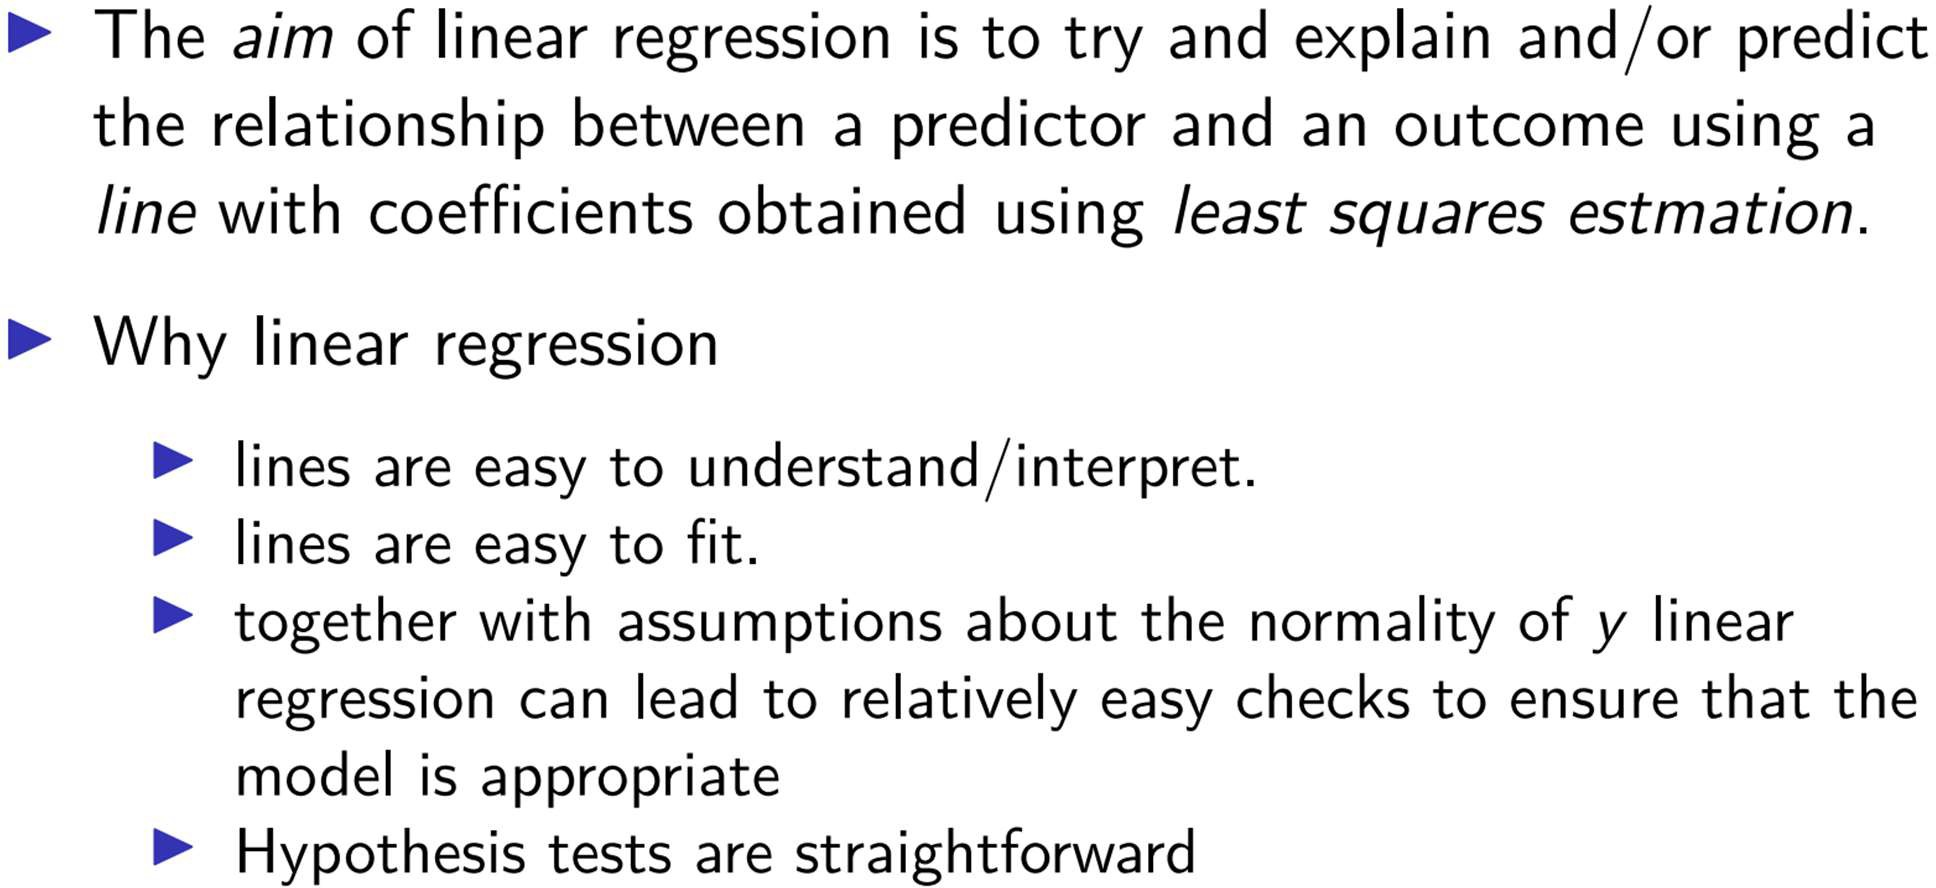 The aim of linear regression is to try and explain and/or predict
the relationship between a predictor and an outcome using a
line with coefficients obtained using least squares estmation.
Why linear regression
lines are easy to understand/interpret.
lines are easy to fit.
together with assumptions about the normality of y linear
regression can lead to relatively easy checks to ensure that the
model is appropriate
Hypothesis tests are straightforward